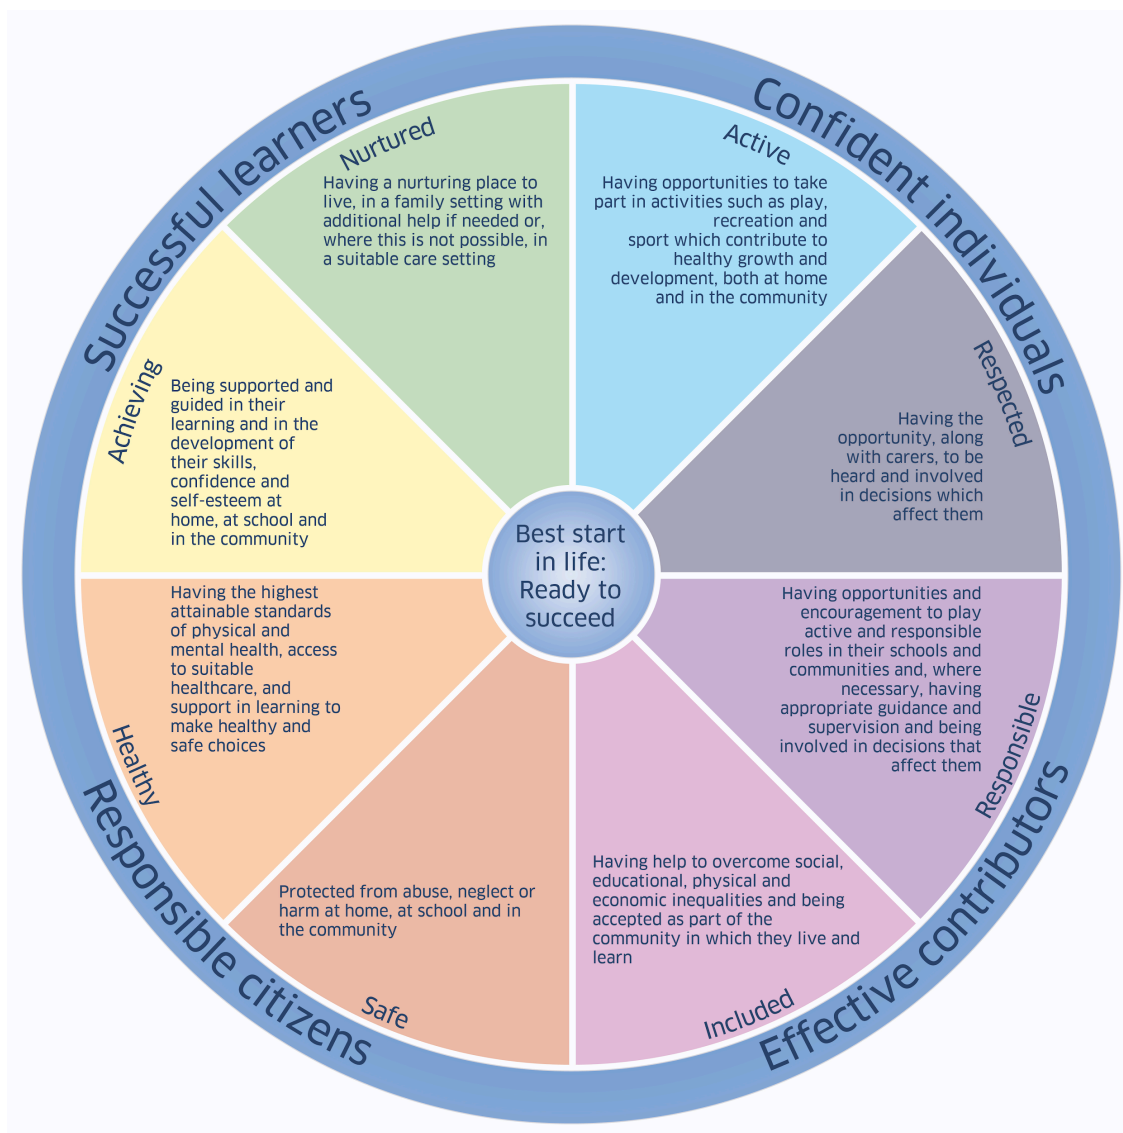 Successful learners
Confident individuals
Nurtured
Having a nurturing place to
live, in a family setting with
additional help if needed or,
where this is not possible, in
a suitable care setting
Active
Having opportunities to take
part in activities such as play,
recreation and
sport which contribute to
healthy growth and
development, both at home
and in the community
Respected
Having the
opportunity, along
with carers, to be
heard and involved
in decisions which
affect them
Achieving
Being supported and
guided in their
learning and in the
development of
their skills,
confidence and
self-esteem at
home, at school and
in the community
Best start
in life:
Ready to
succeed
Having the highest
attainable standards
of physical and
mental health, access
to suitable
healthcare, and
support in learning to
make healthy and
safe choices
Healthy
Having opportunities and
encouragement to play
active and responsible
roles in their schools and
communities and, where
necessary, having
appropriate guidance and
supervision and being
involved in decisions that
affect them
Responsible
Protected from abuse, neglect or
harm at home, at school and in
the community
Safe
Having help to overcome social,
educational, physical and
economic inequalities and being
accepted as part of the
community in which they live and
learn
Included
Responsible citizens
Effective contributors